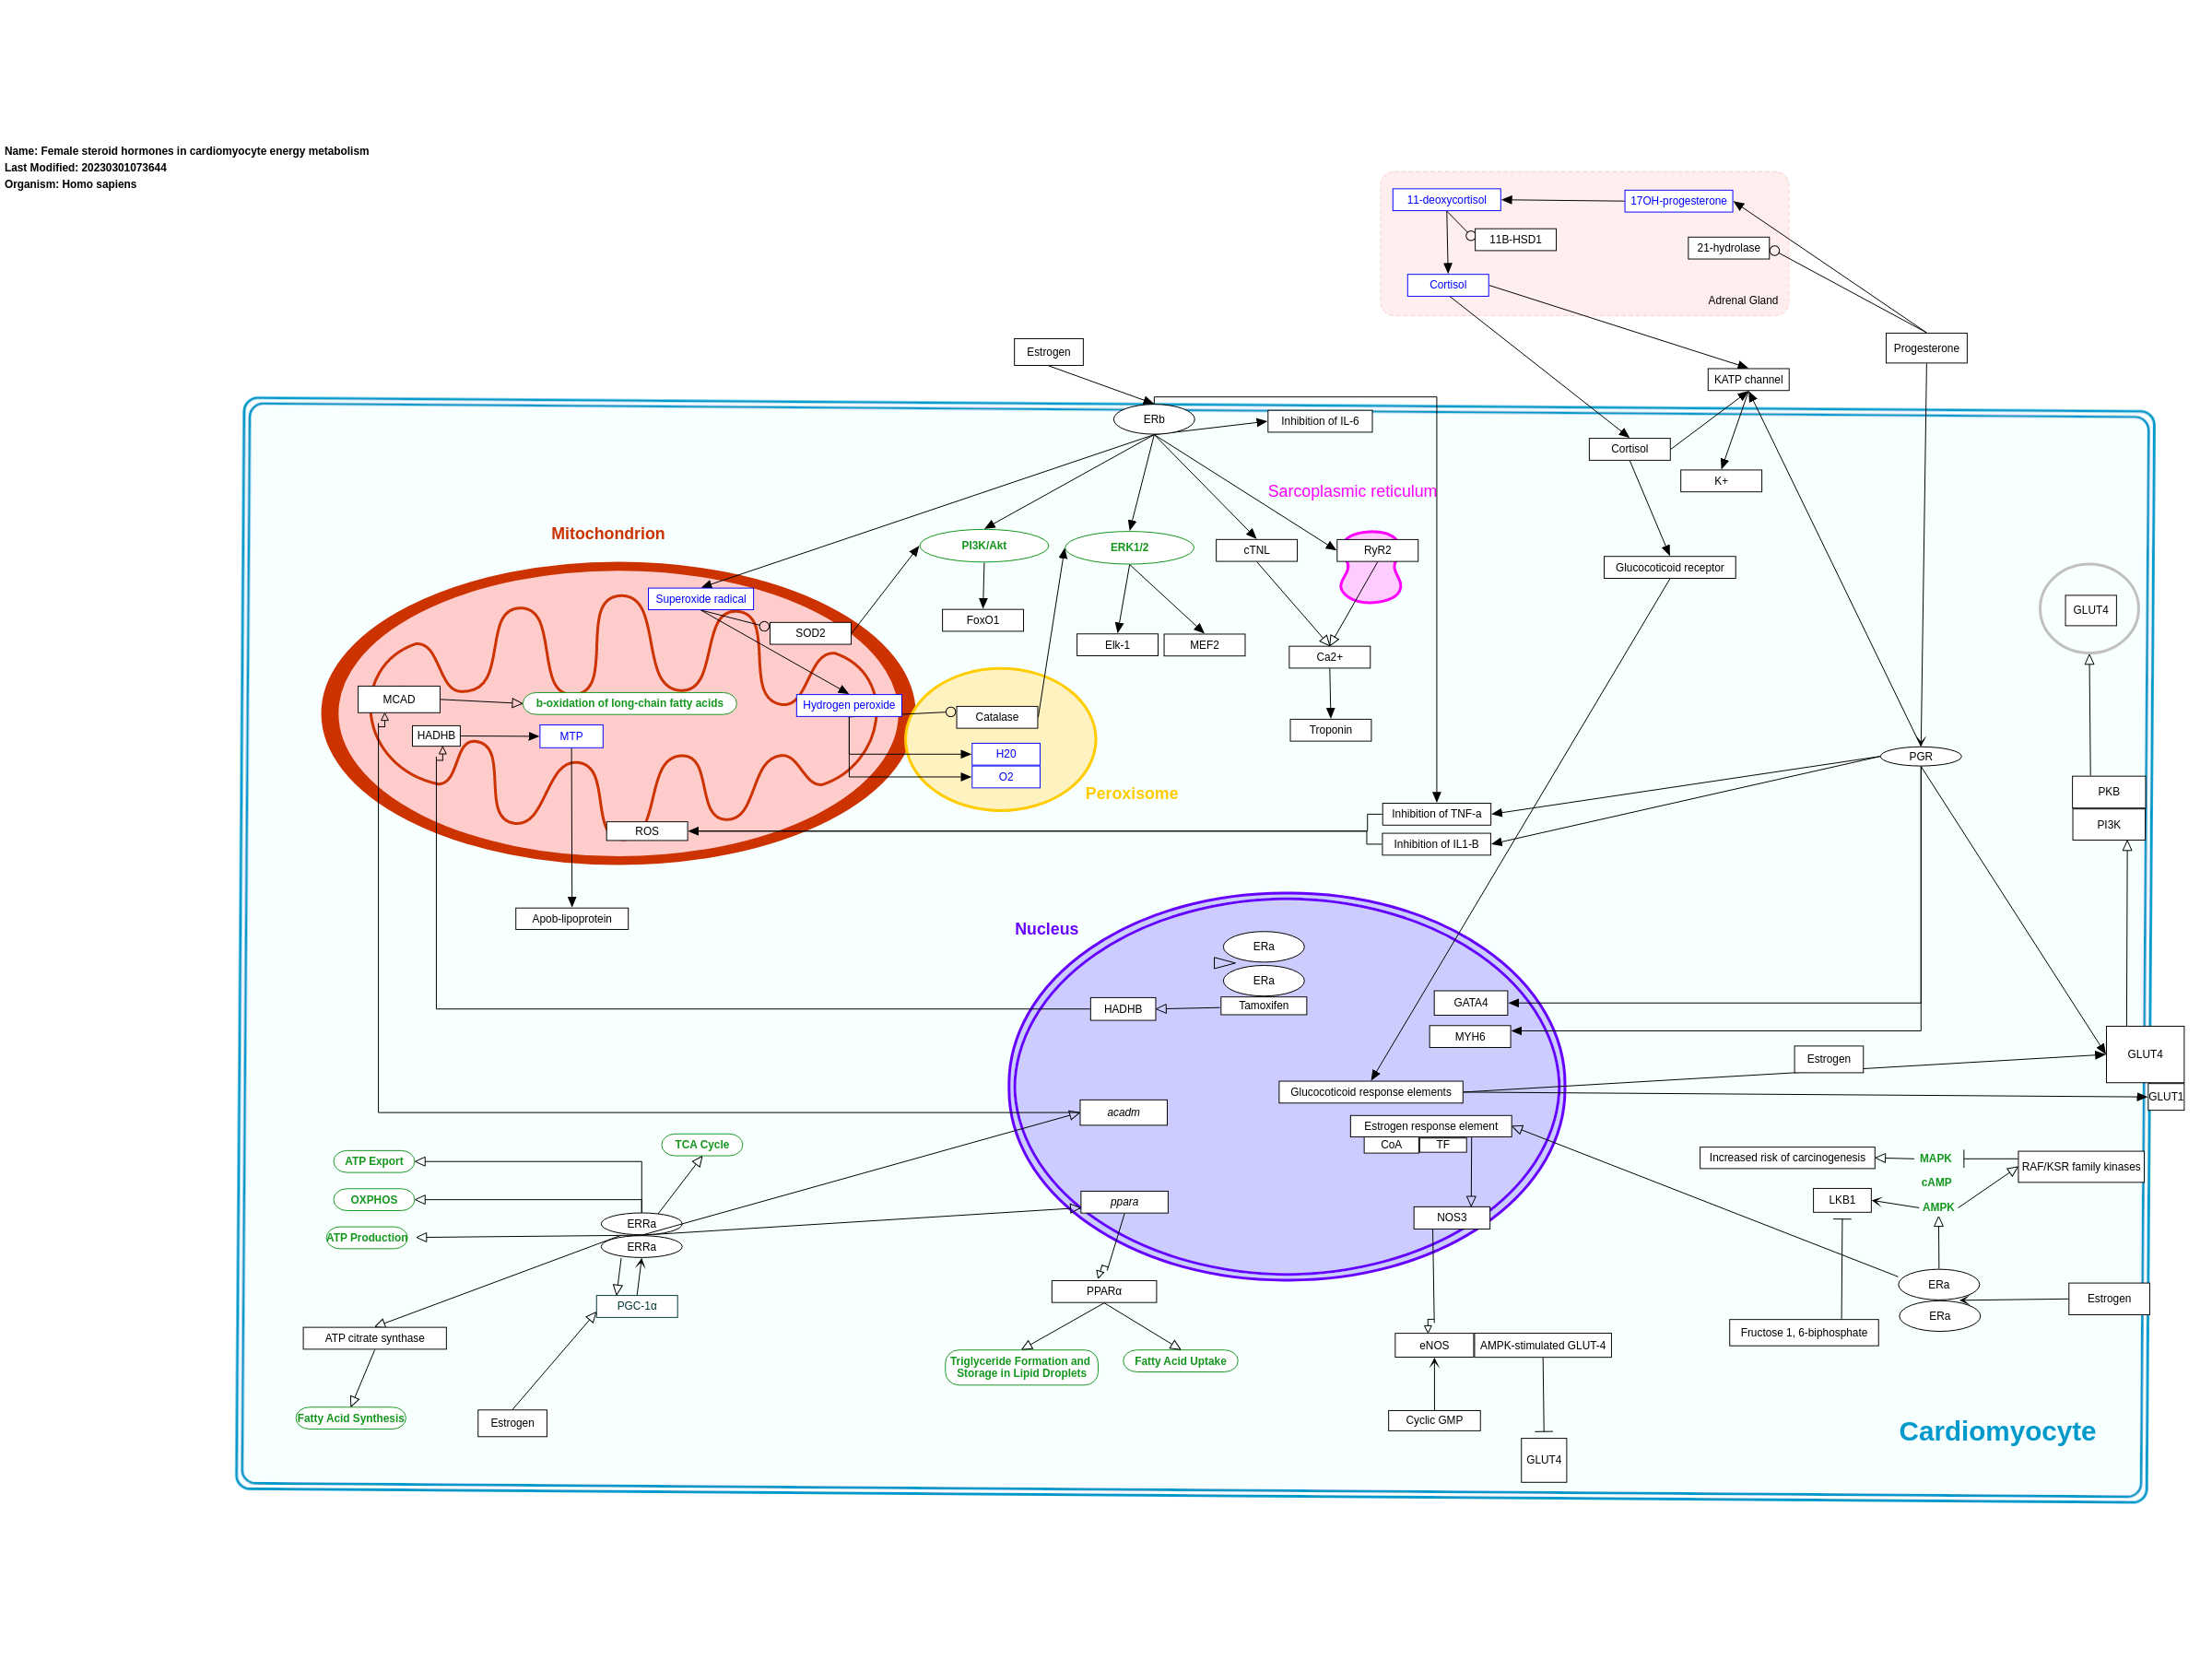 Name: Female steroid hormones in cardiomyocyte energy metabolism
Last Modified: 20230301073644
Organism: Homo sapiens
11-deoxycortisol
17OH-progesterone
11B-HSD1
21-hydrolase
Cortisol
Adrenal Gland
Estrogen
Progesterone
KATP channel
ERb
Inhibition of IL-6
Cortisol
K+
Sarcoplasmic reticulum
Mitochondrion
PI3K/Akt
ERK1/2
cTNL
RyR2
Glucocorticoid receptor
Superoxide radical
SOD2
FoxO1
Elk-1
MEF2
Ca2+
GLUT4
MCAD
b-oxidation of long-chain fatty acids
Hydrogen peroxide
Catalase
Troponin
HADHB
MTP
H20
O2
PGR
Peroxisome
PKB
PI3K
ROS
Inhibition of TNF-a
Inhibition of IL1-B
Apob-lipoprotein
Nucleus
ERa
ERa
Tamoxifen
HADHB
GATA4
MYH6
Estrogen
GLUT4
GLUT1
Glucocoticoid response elements
acadm
Estrogen response element
CoA
TF
TCA Cycle
ATP Export
OXPHOS
ATP Production
ERRa
ERRa
ppara
NOS3
Increased risk of carcinogenesis
MAPK
cAMP
AMPK
RAF/KSR family kinases
LKB1
PGC-1α
PPARα
ERa
ERa
Estrogen
Fructose 1, 6-biphosphate
ATP citrate synthase
eNOS
AMPK-stimulated GLUT-4
Triglyceride Formation and
Storage in Lipid Droplets
Fatty Acid Uptake
Fatty Acid Synthesis
Estrogen
Cyclic GMP
GLUT4
Cardiomyocyte